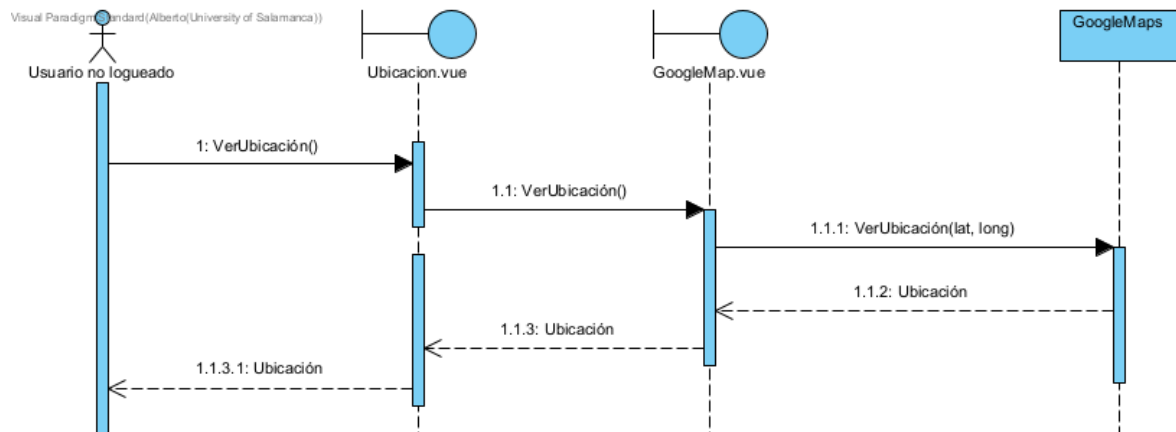 Visual Paradigm Standard(Alberto(University of Salamanca))
Usuario no logueado
Ubicacion.vue
GoogleMap.vue
GoogleMaps
1: VerUbicación()
1.1: VerUbicación()
1.1.1: VerUbicación(lat, long)
1.1.2: Ubicación
1.1.3: Ubicación
1.1.3.1: Ubicación